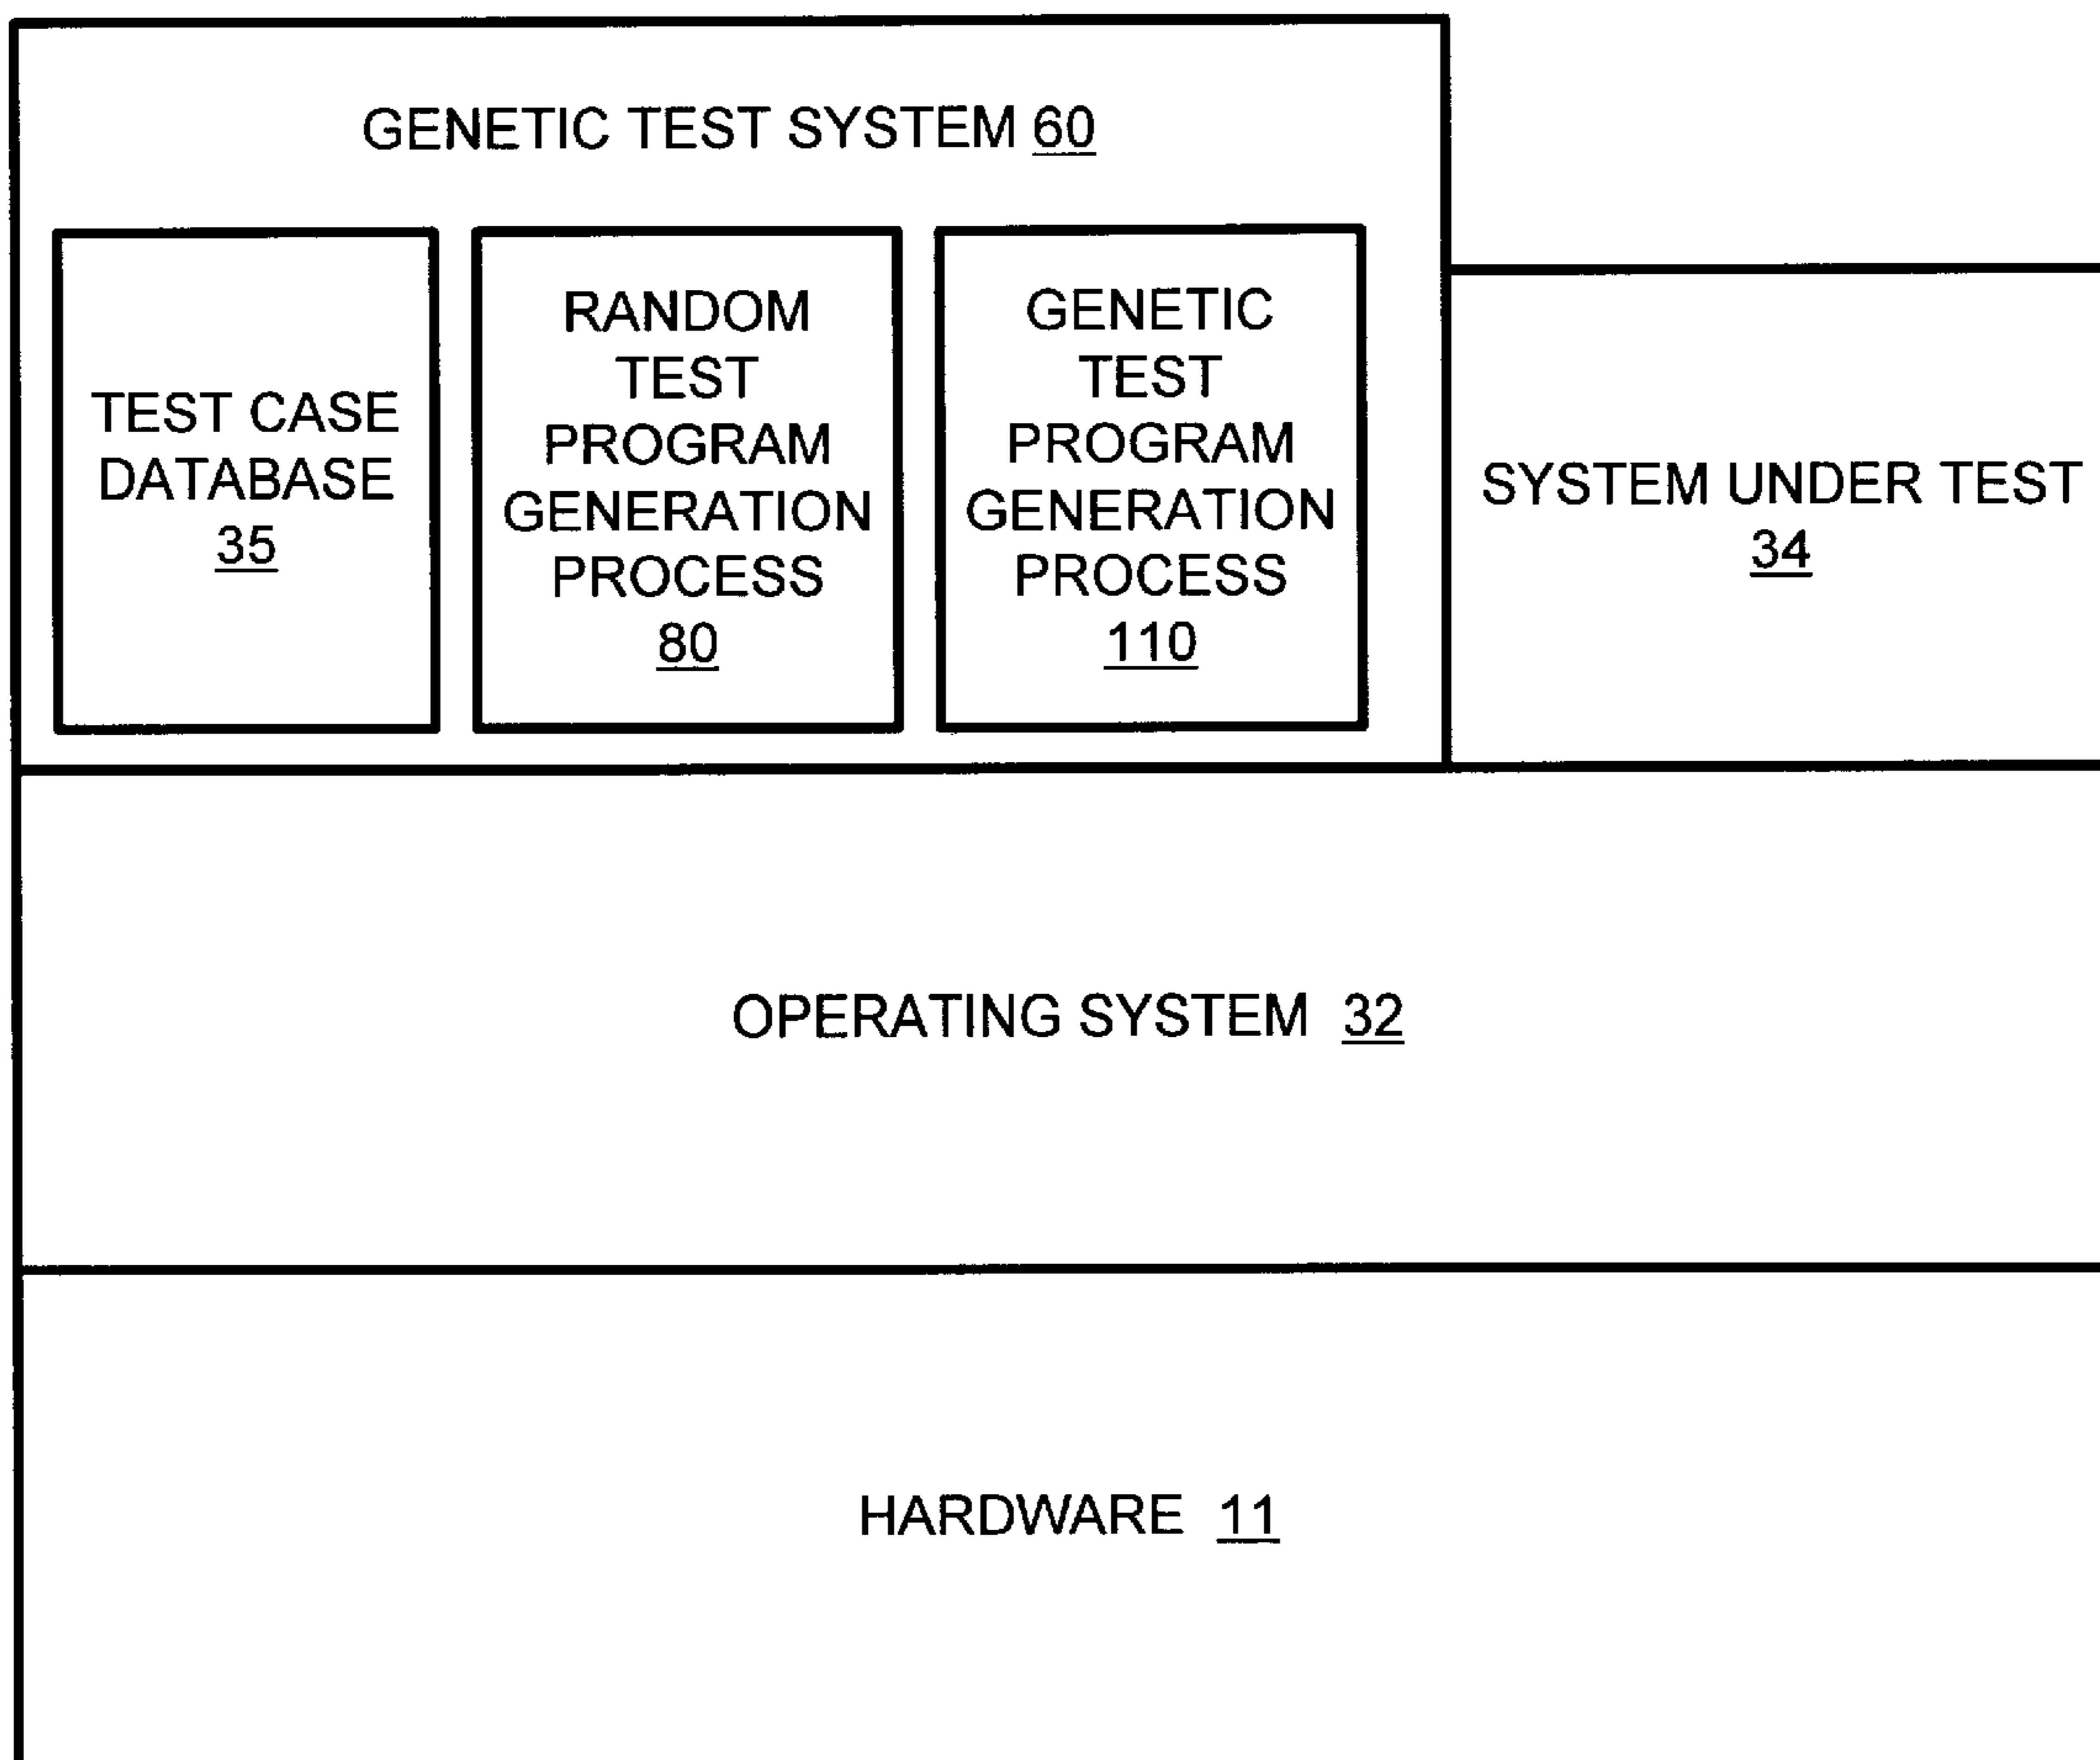 GENETIC TEST SYSTEM 60
TEST CASE
DATABASE
35
RANDOM
TEST
PROGRAM
GENERATION
PROCESS
80
GENETIC
TEST
PROGRAM
GENERATION
PROCESS
110
SYSTEM UNDER TEST
34
OPERATING SYSTEM 32
HARDWARE 11